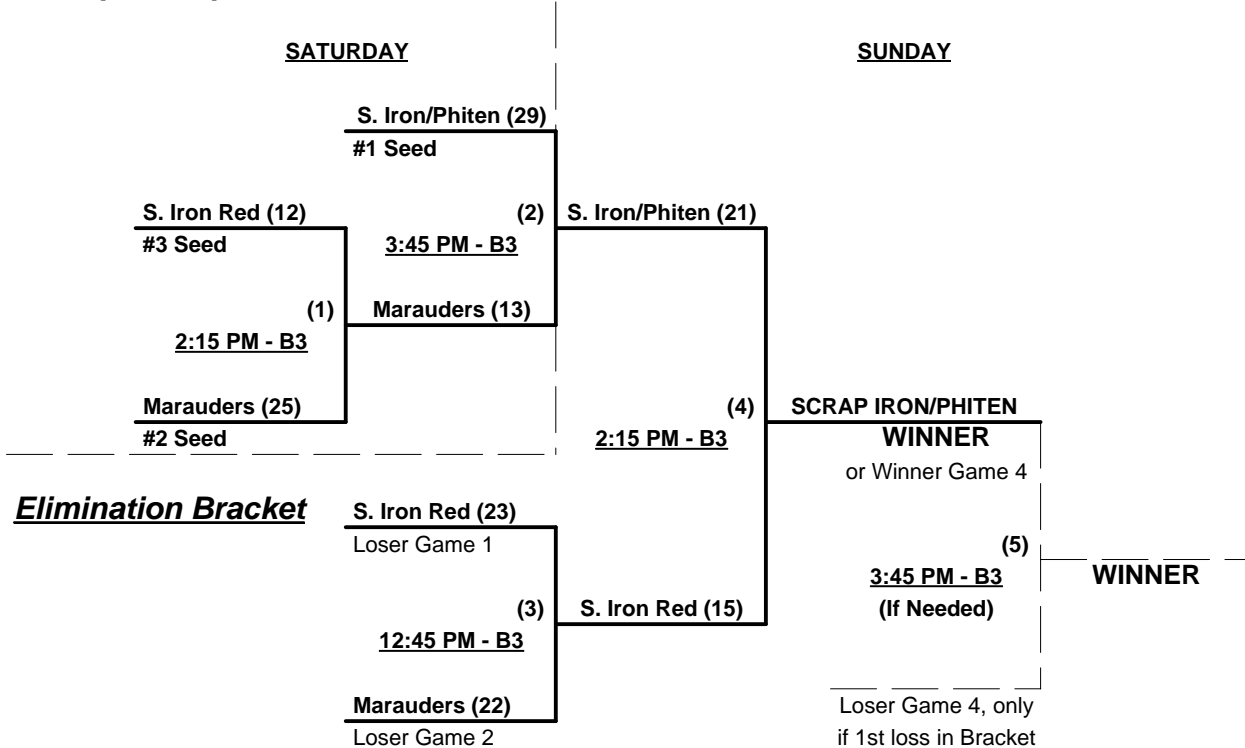 SATURDAY
SUNDAY
S. Iron/Phiten (29)
#1 Seed
S. Iron Red (12)
(2)
S. Iron/Phiten (21)
#3 Seed
3:45 PM - B3
(1)
Marauders (13)
2:15 PM - B3
Marauders (25)
(4)
SCRAP IRON/PHITEN
#2 Seed
2:15 PM - B3
WINNER
or Winner Game 4
Elimination Bracket
S. Iron Red (23)
Loser Game 1
(5)
3:45 PM - B3
WINNER
(3)
S. Iron Red (15)
(If Needed)
12:45 PM - B3
Marauders (22)
Loser Game 4, only
Loser Game 2
if 1st loss in Bracket